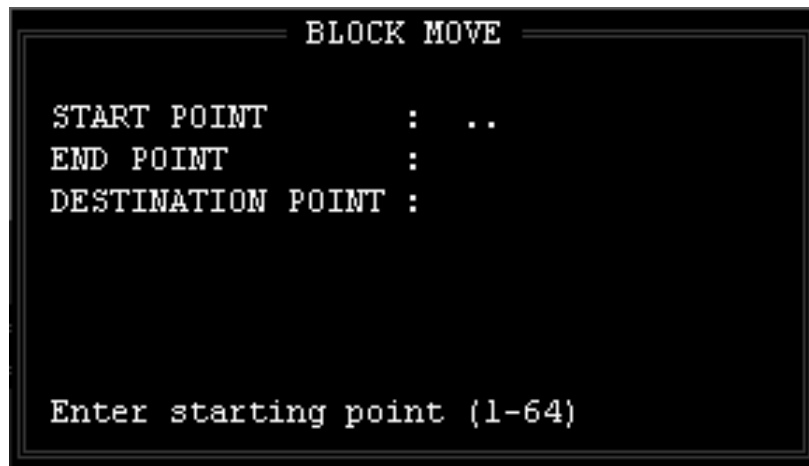 BLOCK MOVE
START POINT : ..
END POINT :
DESTINATION POINT :
Enter starting point (1-64)